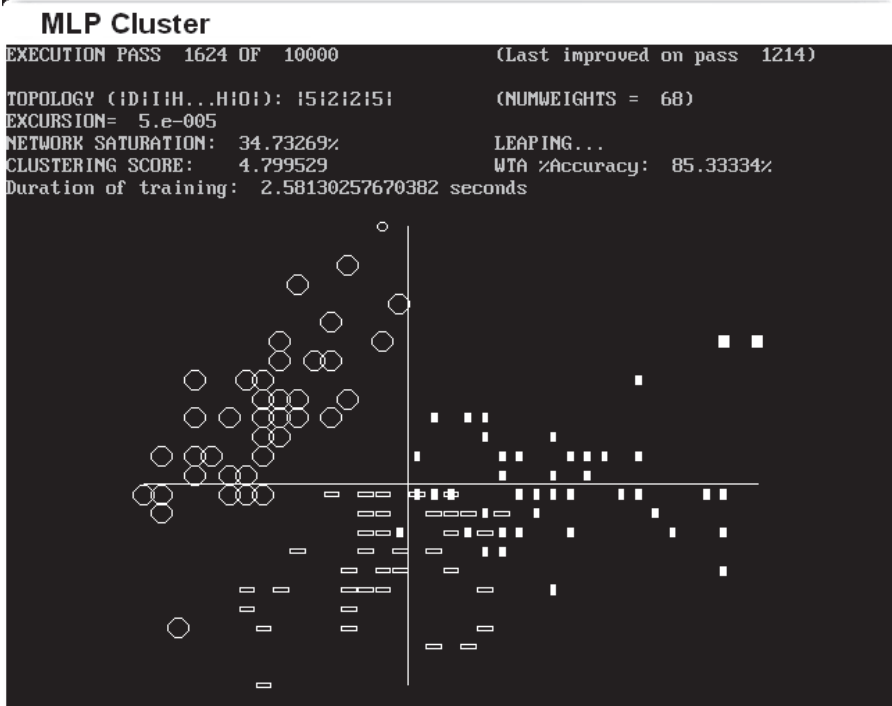 MLP Cluster
EXECUTION PASS 1624 OF 10000 (Last improved on pass 1214)
TOPOLOGY (|D|I|H...H|O|): |5|2|2|5| (NUMWEIGHTS = 68)
EXCURSION= 5.e-005
NETWORK SATURATION: 34.73269% LEAPING...
CLUSTERING SCORE: 4.799529 WTA %Accuracy: 85.33334%
Duration of training: 2.58130257670382 seconds